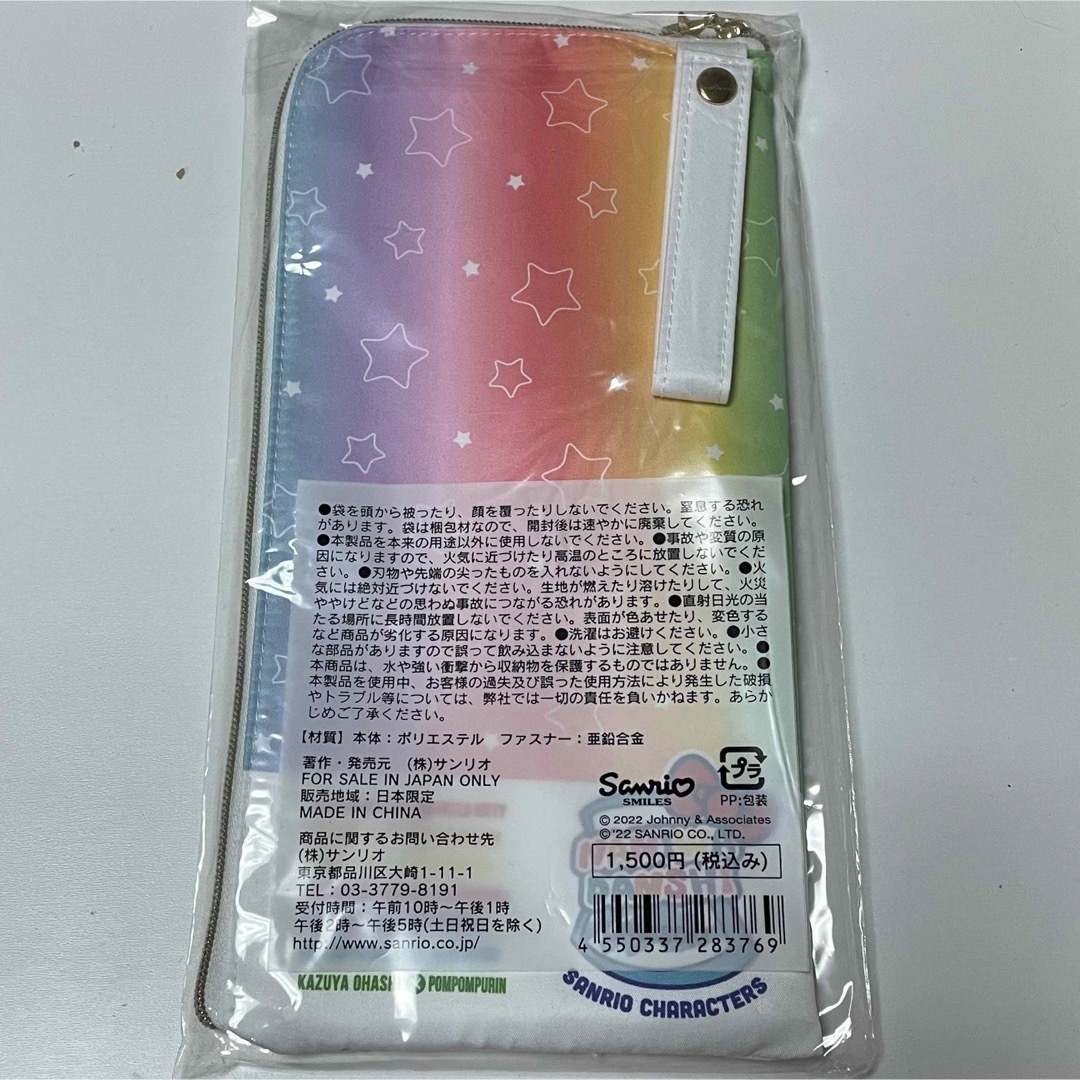 ●袋を頭から被ったり、顔を覆ったりしないでください。窒息する恐れ
があります。袋は梱包材なので、開封後は速やかに廃棄してください。
●本製品を本来の用途以外に使用しないでください。●事故や変質の原
因になりますので、火気に近づけたり高温のところに放置しないでくだ
さい。●刃物や先端の尖ったものを入れないようにしてください。●火
気には絶対近づけないでください。生地が燃えたり溶けたりして、火災
ややけどなどの思わぬ事故につながる恐れがあります。●直射日光の当
たる場所に長時間放置しないでください。表面が色あせたり、変色する
など商品が劣化する原因になります。●洗濯はお避けください。●小さ
な部品がありますので誤って飲み込まないように注意してください。●
本商品は、水や強い衝撃から収納物を保護するものではありません。●
本製品を使用中、お客様の過失及び誤った使用方法により発生した破損
やトラブル等については、弊社では一切の責任を負いかねます。あらか
じめご了承ください。
【材質】本体：ポリエステル ファスナー：亜鉛合金
著作・発売元 (株)サンリオ
FOR SALE IN JAPAN ONLY
販売地域：日本限定
MADE IN CHINA
商品に関するお問い合わせ先
(株)サンリオ
東京都品川区大崎1-11-1
TEL：03-3779-8191
受付時間：午前10時〜午後1時
午後2時〜午後5時(土日祝日を除く)
http://www.sanrio.co.jp/
Sanrio
SMILES
プラ
PP:包装
© 2022 Johnny & Associates
©'22 SANRIO CO., LTD.
1,500円 (税込み)
4 550337 283769
KAZUYA OHASHI POMPOMPURIN
SANRIO CHARACTERS